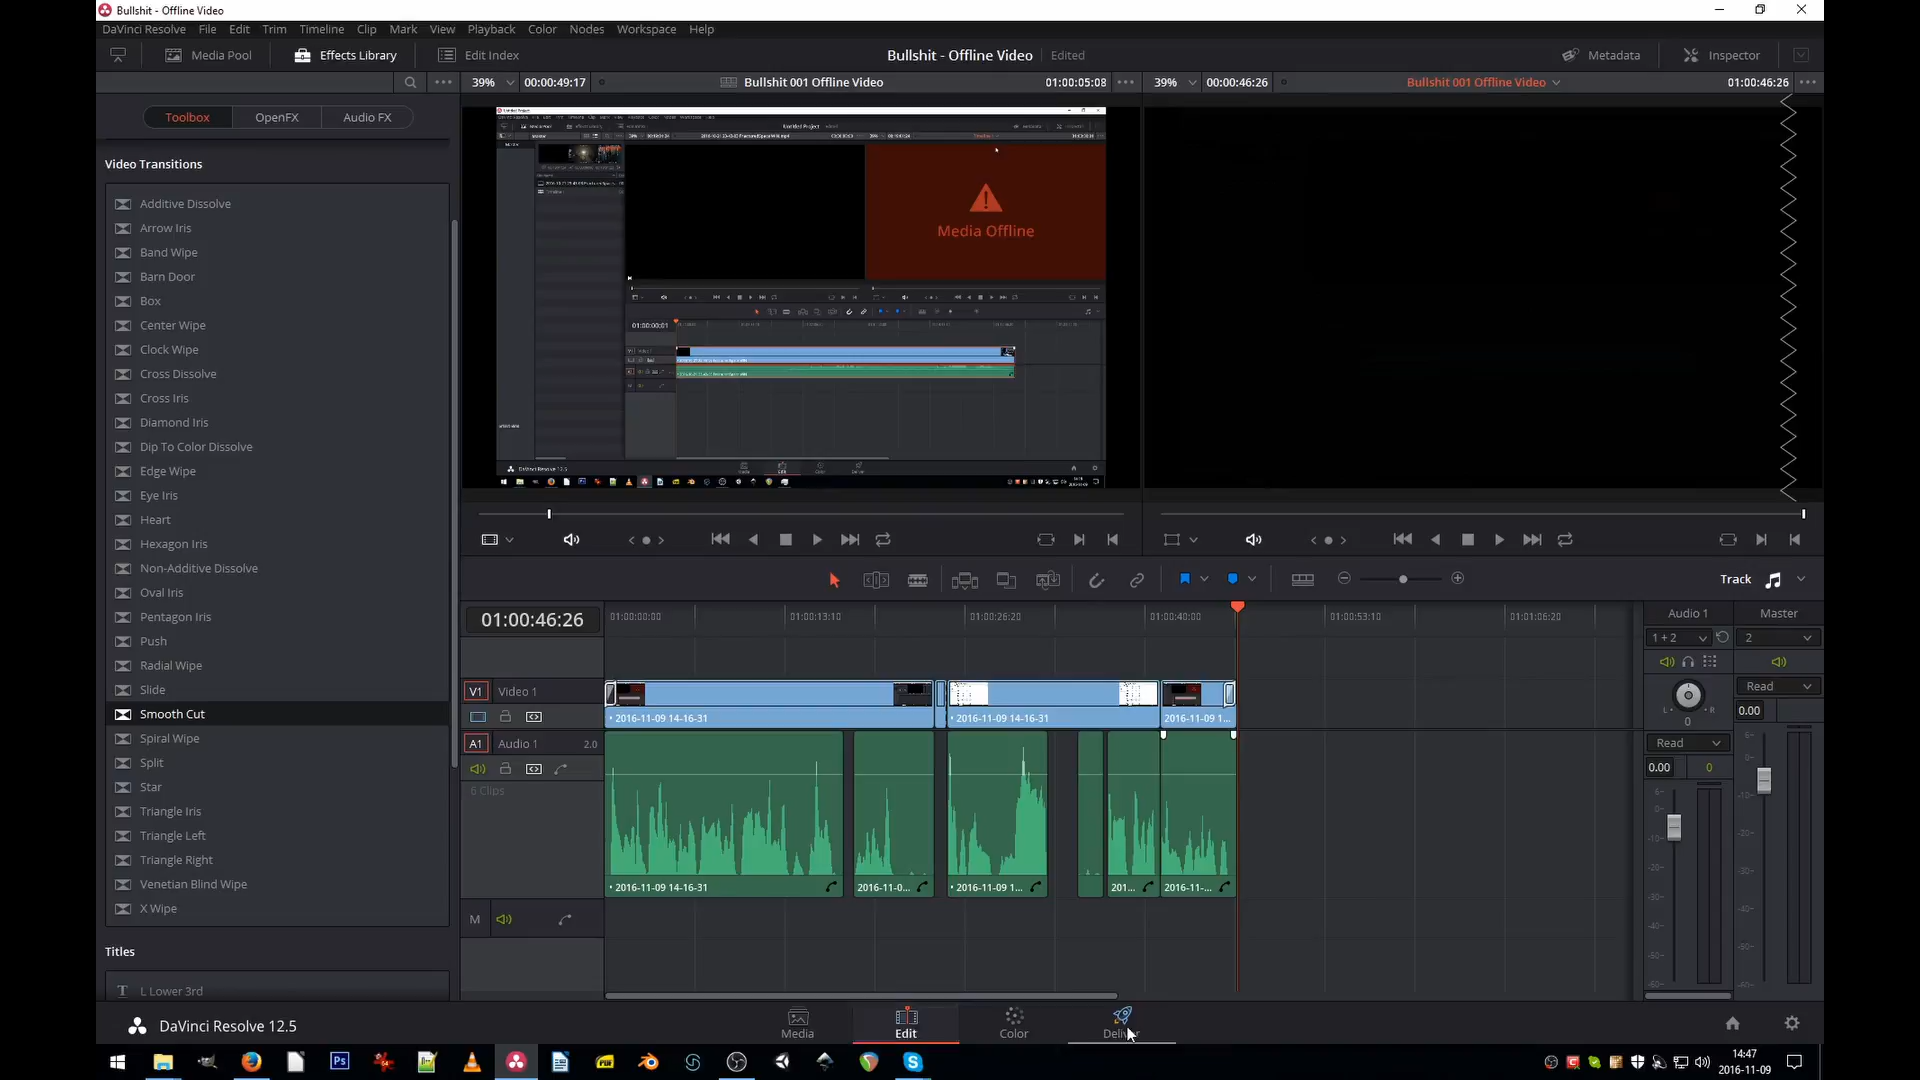 Bullshit - Offline Video
DaVinci Resolve File Edit Trim Timeline Clip Mark View Playback Color Nodes Workspace Help
Media Pool Effects Library Edit Index Bullshit - Offline Video Edited Metadata Inspector
39% 00:00:49:17 Bullshit 001 Offline Video 01:00:05:08 39% 00:00:46:26 Bullshit 001 Offline Video 01:00:46:26
Toolbox OpenFX Audio FX
Video Transitions
Additive Dissolve
Arrow Iris
Band Wipe
Barn Door
Box
Center Wipe
Clock Wipe
Cross Dissolve
Cross Iris
Diamond Iris
Dip To Color Dissolve
Edge Wipe
Eye Iris
Heart
Hexagon Iris
Non-Additive Dissolve
Oval Iris
Pentagon Iris
Push
Radial Wipe
Slide
Smooth Cut
Spiral Wipe
Split
Star
Triangle Iris
Triangle Left
Triangle Right
Venetian Blind Wipe
X Wipe
Titles
L Lower 3rd
Media Offline
01:00:00:01
DaVinci Resolve 12.5
Track
01:00:46:26 01:00:00:00 01:00:13:10 01:00:26:20 01:00:40:00 01:00:53:10 01:01:06:20
V1 Video 1
2016-11-09 14-16-31 2016-11-09 14-16-31 2016-11-09 1...
A1 Audio 1 2.0
6 Clips
2016-11-09 14-16-31 2016-11-0... 2016-11-09 1... 201... 2016-11-...
M
Audio 1 Master
1 + 2 2
L R Read
0 0.00
Read
0.00 0
DaVinci Resolve 12.5
Media Edit Color Deliver
14:47
2016-11-09